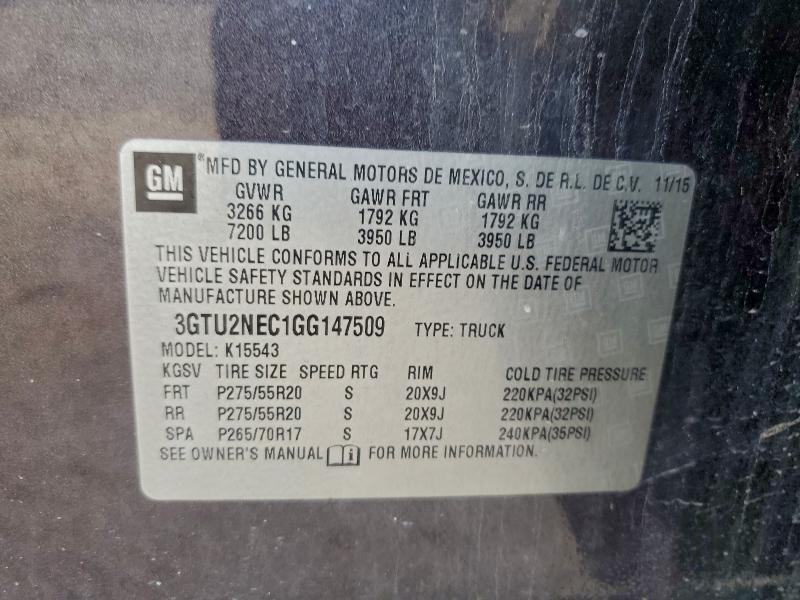 GM
®MFD BY GENERAL MOTORS DE MEXICO, S. DE R.L. DE C.V. 11/15
GVWR GAWR FRT GAWR RR
3266 KG 1792 KG 1792 KG
7200 LB 3950 LB 3950 LB
THIS VEHICLE CONFORMS TO ALL APPLICABLE U.S. FEDERAL MOTOR
VEHICLE SAFETY STANDARDS IN EFFECT ON THE DATE OF
MANUFACTURE SHOWN ABOVE.
3GTU2NEC1GG147509 TYPE: TRUCK
MODEL: K15543
KGSV TIRE SIZE SPEED RTG RIM COLD TIRE PRESSURE
FRT P275/55R20 S 20X9J 220KPA(32PSI)
RR P275/55R20 S 20X9J 220KPA(32PSI)
SPA P265/70R17 S 17X7J 240KPA(35PSI)
SEE OWNER'S MANUAL i FOR MORE INFORMATION.